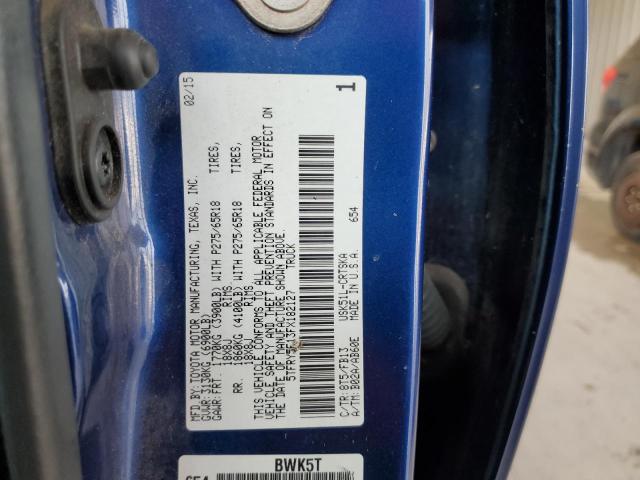 MFD. BY: TOYOTA MOTOR MANUFACTURING, TEXAS, INC. 02/15
GVWR: 3130KG (6900LB)
GAWR: FRT. 1770KG (3900LB) WITH P275/65R18 TIRES,
18X8J RIMS
RR. 1860KG (4100LB) WITH P275/65R18 TIRES,
18X8J RIMS
THIS VEHICLE CONFORMS TO ALL APPLICABLE FEDERAL MOTOR
VEHICLE SAFETY AND THEFT PREVENTION STANDARDS IN EFFECT ON
THE DATE OF MANUFACTURE SHOWN ABOVE.
TRUCK
C/TR: 8T5/FB13 USK51L-CRTSKA 654
A/TM: B02A/AB60E MADE IN U.S.A.
1
654
BWK5T